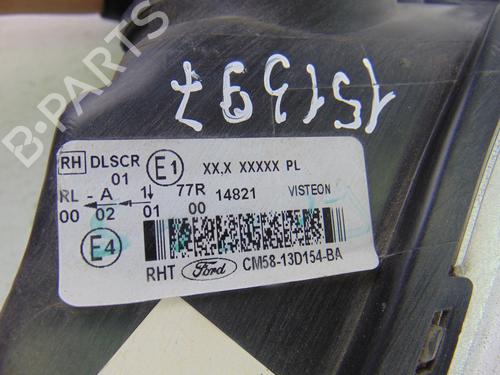 B-PARTS
151397
RH DLSCR E1 XX.X XXXXX PL
01
RL - A 1 77R 14821 VISTEON
00 02 01 00
E4
RHT Ford CM58-13D154-BA